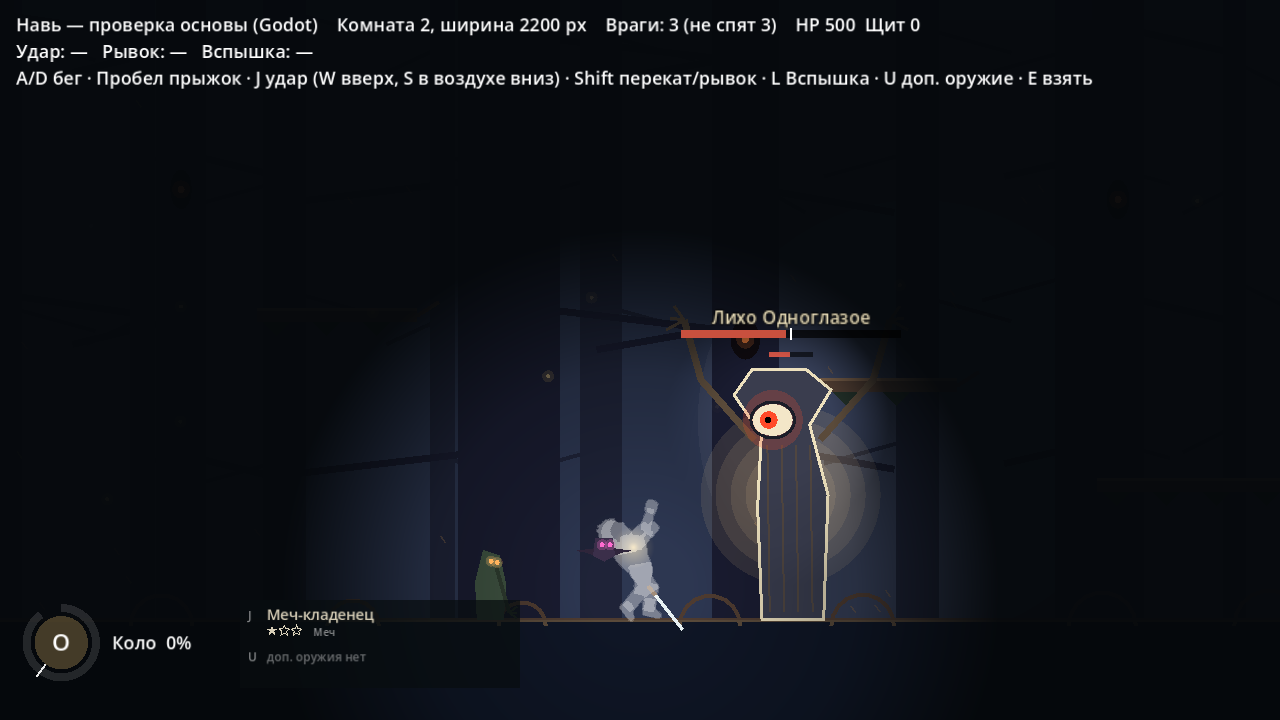 Навь — проверка основы (Godot)    Комната 2, ширина 2200 px    Враги: 3 (не спят 3)    HP 500  Щит 0
Удар: —   Рывок: —   Вспышка: —
A/D бег · Пробел прыжок · J удар (W вверх, S в воздухе вниз) · Shift перекат/рывок · L Вспышка · U доп. оружие · E взять
Лихо Одноглазое
J Меч-кладенец
★☆☆ Меч
О Коло 0%
U доп. оружия нет